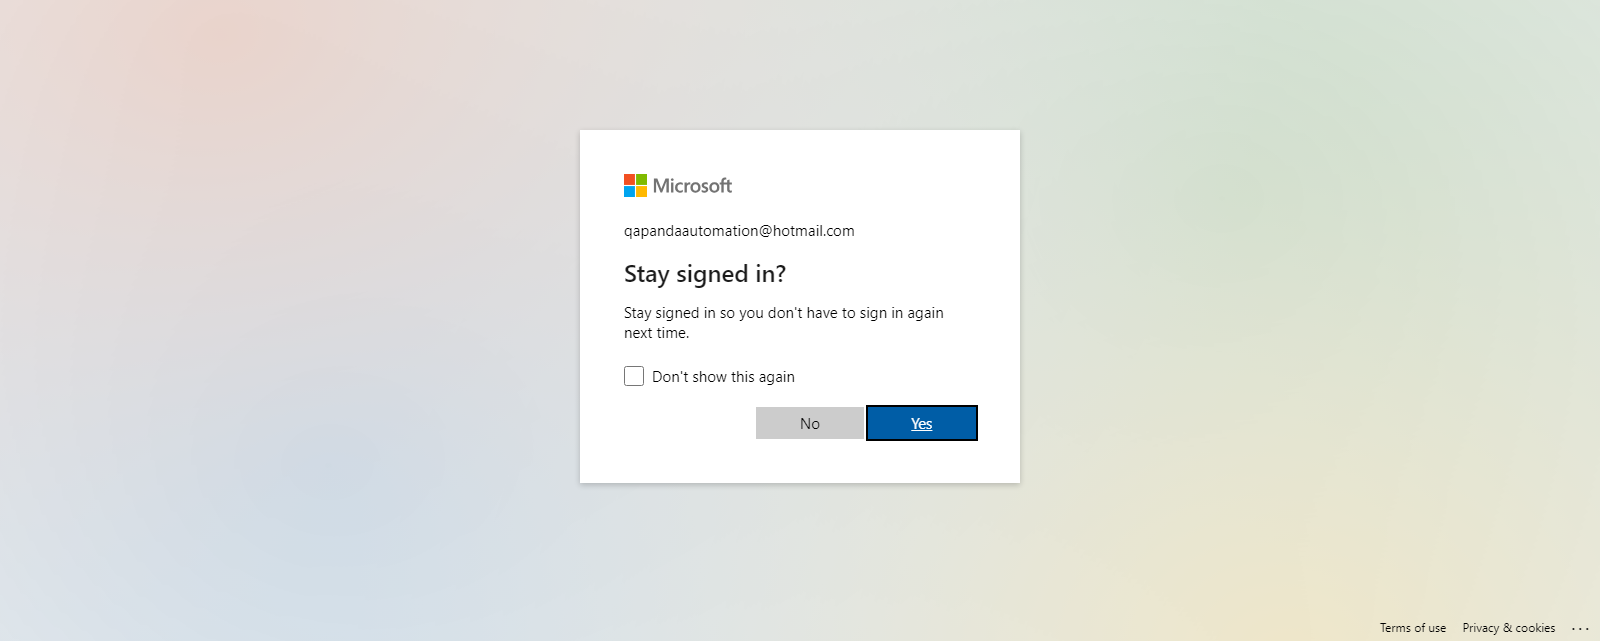 Microsoft
qapandaautomation@hotmail.com
Stay signed in?
Stay signed in so you don't have to sign in again
next time.
Don't show this again
No
Yes
Terms of use
Privacy & cookies
...